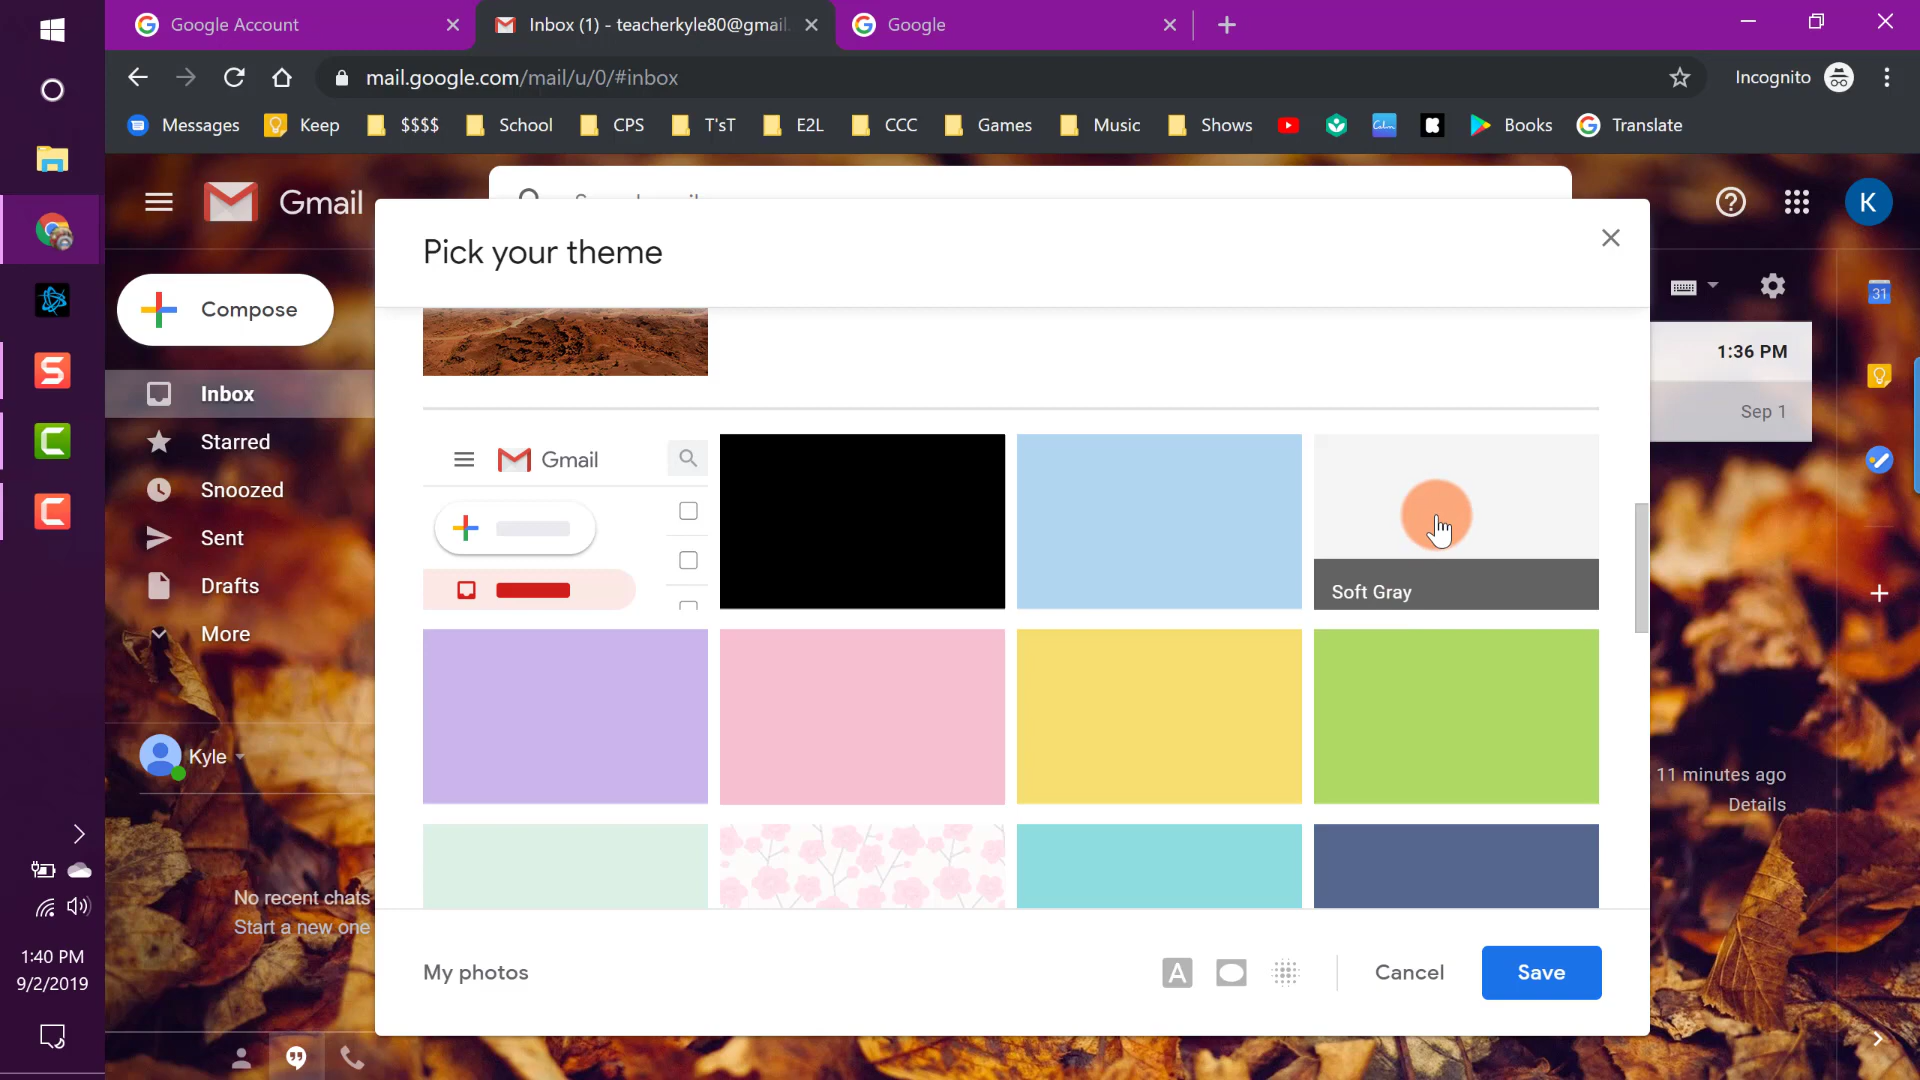 Google Account
Inbox (1) - teacherkyle80@gmail.
Google
mail.google.com/mail/u/0/#inbox
Incognito
Messages
Keep
$$$$
School
CPS
T'sT
E2L
CCC
Games
Music
Shows
Books
Translate
Gmail
K
Pick your theme
Compose
31
1:36 PM
Inbox
Sep 1
Starred
Gmail
Snoozed
Sent
Drafts
Soft Gray
More
Kyle
11 minutes ago
Details
No recent chats
Start a new one
1:40 PM
9/2/2019
My photos
A
Cancel
Save